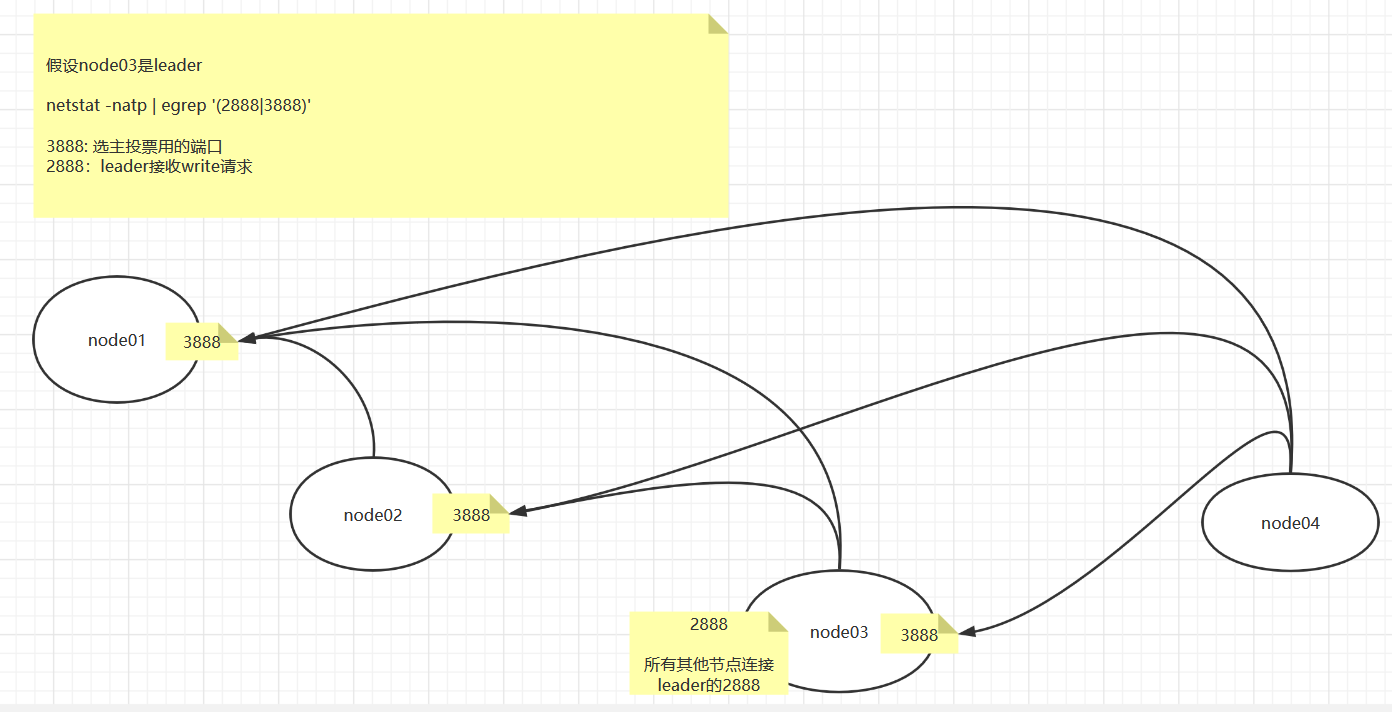 假设node03是leader
netstat -natp | egrep '(2888|3888)'
3888: 选主投票用的端口
2888：leader接收write请求
node01
3888
node02
3888
node04
2888
所有其他节点连接
leader的2888
node03
3888